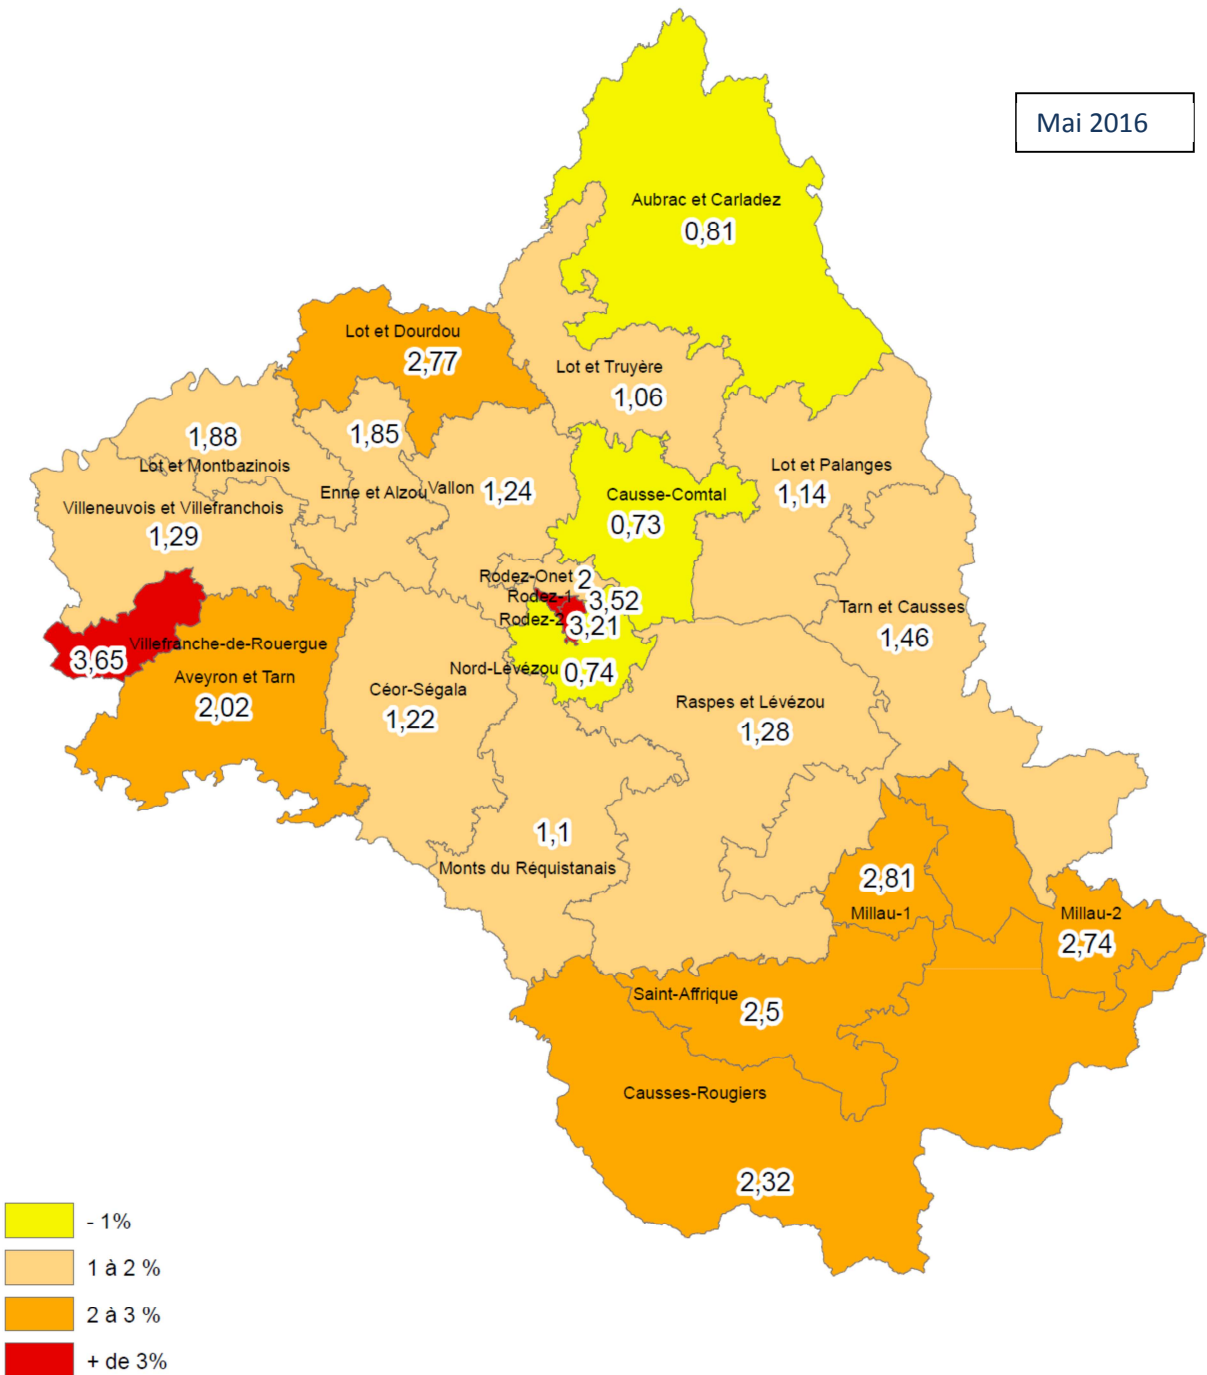 Mai 2016
Aubrac et Carladez
0,81
Lot et Dourdou
2,77
Lot et Truyère
1,06
1,88
Lot et Montbazinois
1,85
Enne et Alzou
Vallon
1,24
Causse-Comtal
0,73
Lot et Palanges
1,14
Villeneuvois et Villefranchois
1,29
Rodez-Onet
2
Rodez-1
3,52
Rodez-2
3,21
Tarn et Causses
1,46
Villefranche-de-Rouergue
3,65
Aveyron et Tarn
2,02
Nord-Lévézou
0,74
Céor-Ségala
1,22
Raspes et Lévézou
1,28
1,1
Monts du Réquistanais
2,81
Millau-1
Millau-2
2,74
Saint-Affrique
2,5
Causses-Rougiers
2,32
- 1%
1 à 2 %
2 à 3 %
+ de 3%